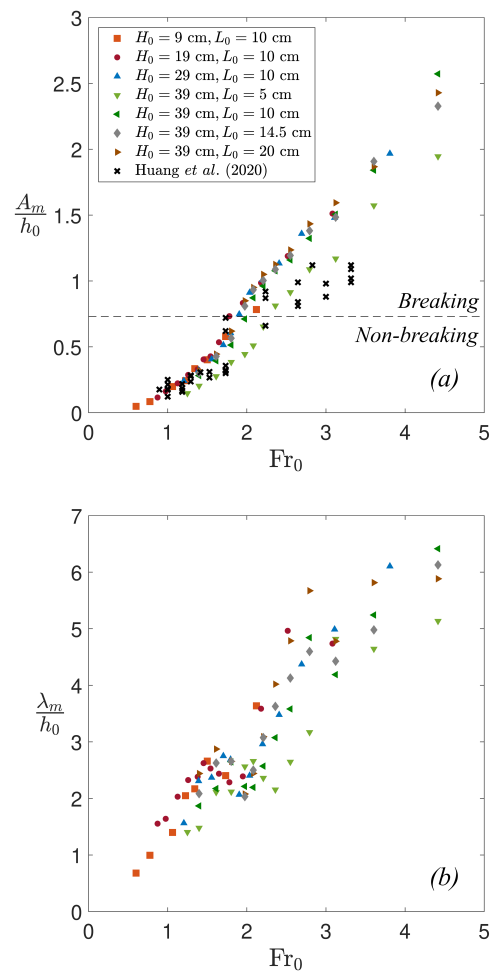 3
2.5
2
1.5
1
0.5
0
A_m
h_0
H_0 = 9 cm, L_0 = 10 cm
H_0 = 19 cm, L_0 = 10 cm
H_0 = 29 cm, L_0 = 10 cm
H_0 = 39 cm, L_0 = 5 cm
H_0 = 39 cm, L_0 = 10 cm
H_0 = 39 cm, L_0 = 14.5 cm
H_0 = 39 cm, L_0 = 20 cm
Huang et al. (2020)
Breaking
Non-breaking
(a)
0 1 2 3 4 5
Fr_0
7
6
5
4
3
2
1
0
λ_m
h_0
(b)
0 1 2 3 4 5
Fr_0